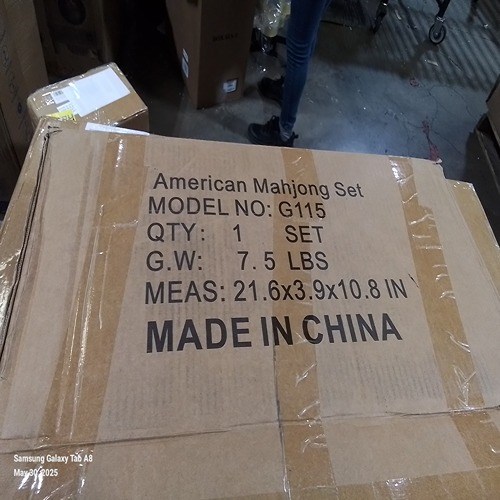 American Mahjong Set
MODEL NO: G115
QTY: 1 SET
G.W: 7.5 LBS
MEAS: 21.6x3.9x10.8 IN
MADE IN CHINA
Samsung Galaxy Tab A8
May 30, 2025